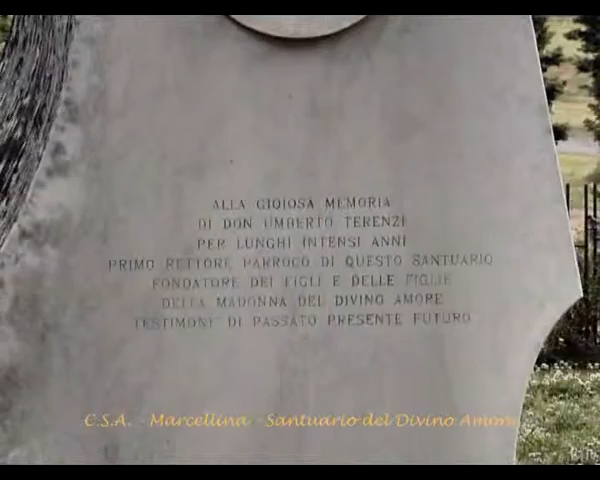 ALLA GIOIOSA MEMORIA
DI DON UMBERTO TERENZI
PER LUNGHI INTENSI ANNI
PRIMO RETTORE PARROCO DI QUESTO SANTUARIO
FONDATORE DEI FIGLI E DELLE FIGLIE
DELLA MADONNA DEL DIVINO AMORE
TESTIMONE DI PASSATO PRESENTE FUTURO
C.S.A. - Marcellina - Santuario del Divino Amore